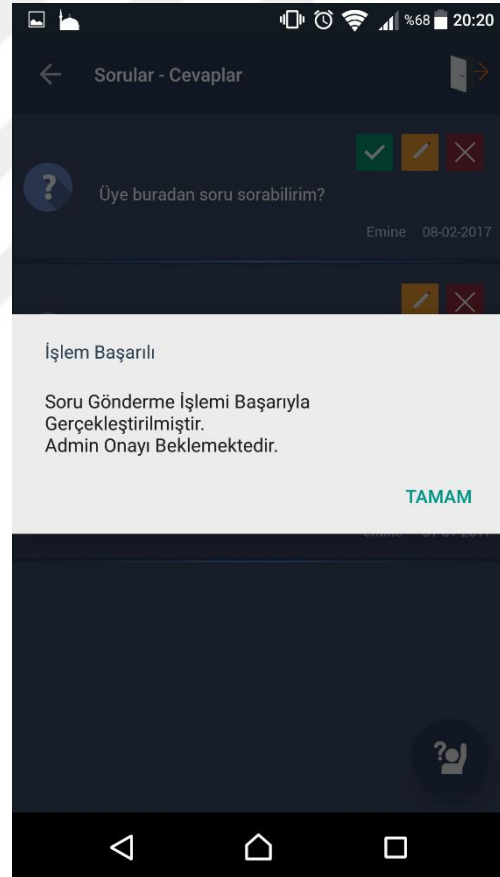 %68 20:20
Sorular - Cevaplar
Üye buradan soru sorabilirim?
Emine 08-02-2017
İşlem Başarılı
Soru Gönderme İşlemi Başarıyla
Gerçekleştirilmiştir.
Admin Onayı Beklemektedir.
TAMAM